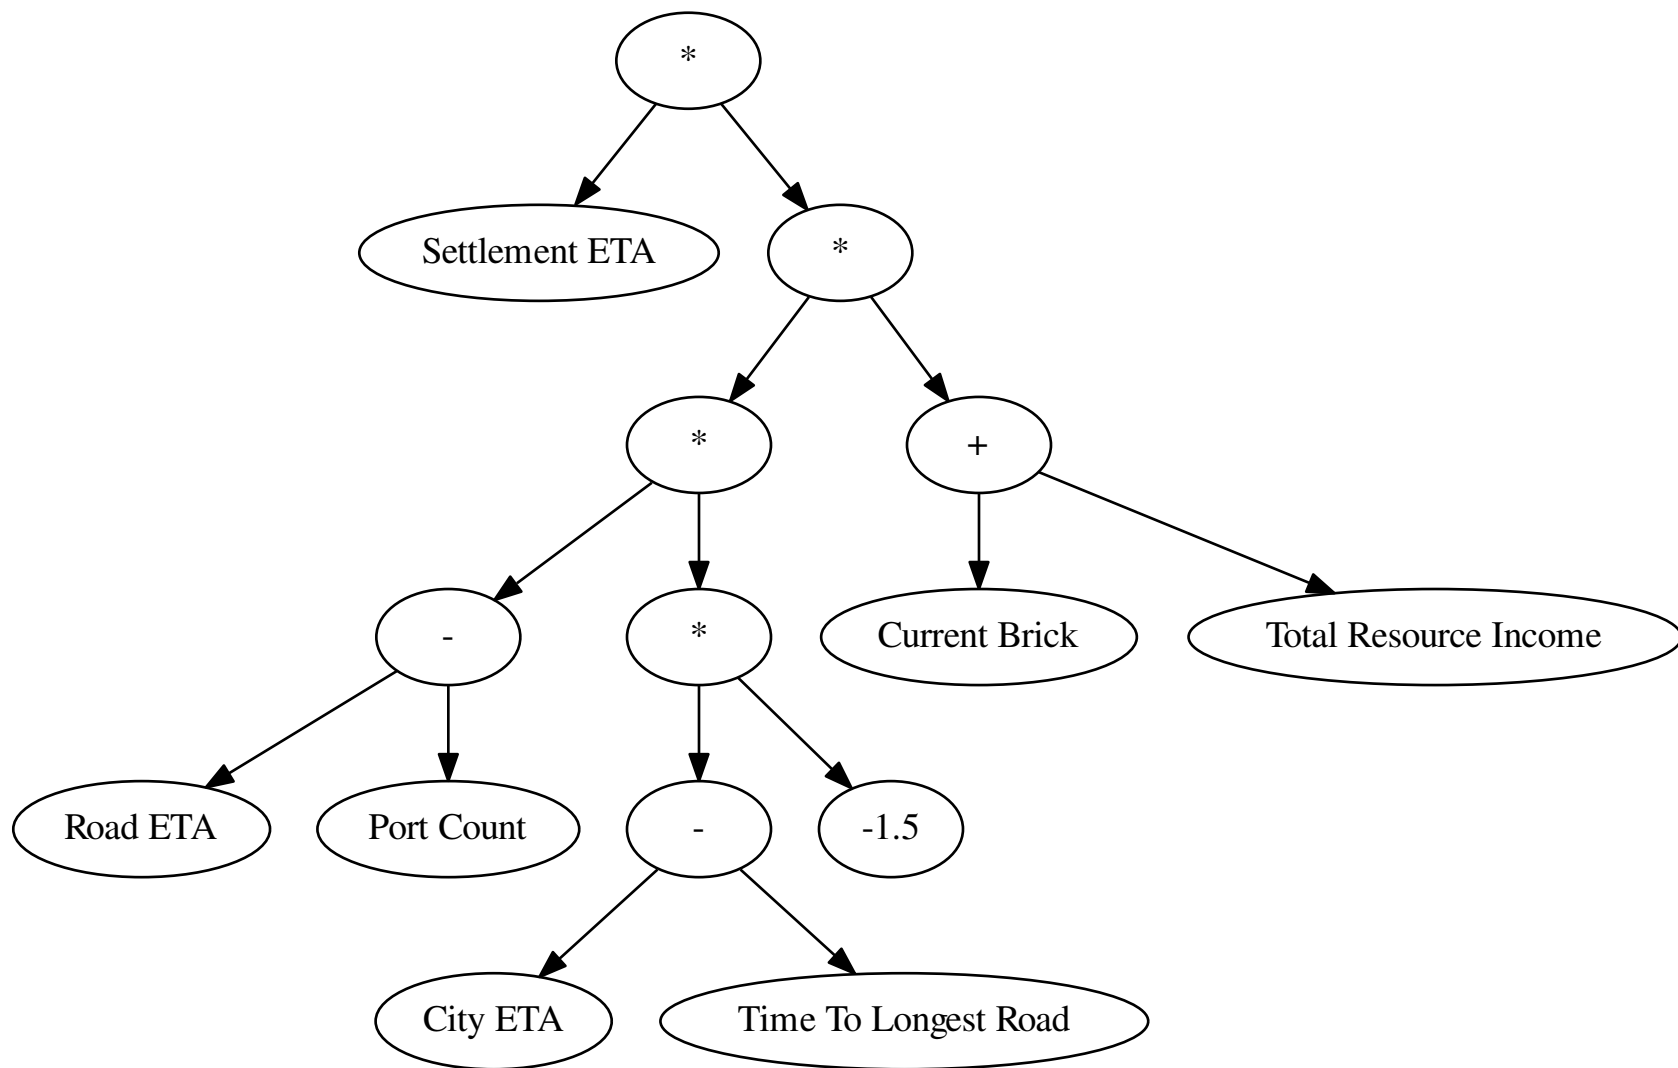 *
Settlement ETA
*
*
+
-
*
Current Brick
Total Resource Income
Road ETA
Port Count
-
-1.5
City ETA
Time To Longest Road